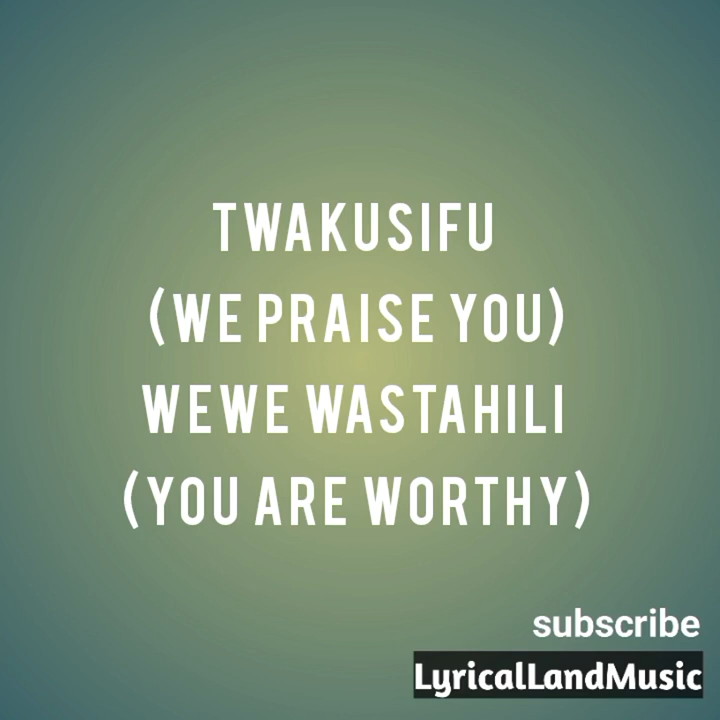 TWAKUSIFU
(WE PRAISE YOU)
WEWE WASTAHILI
(YOU ARE WORTHY)
subscribe
LyricalLandMusic